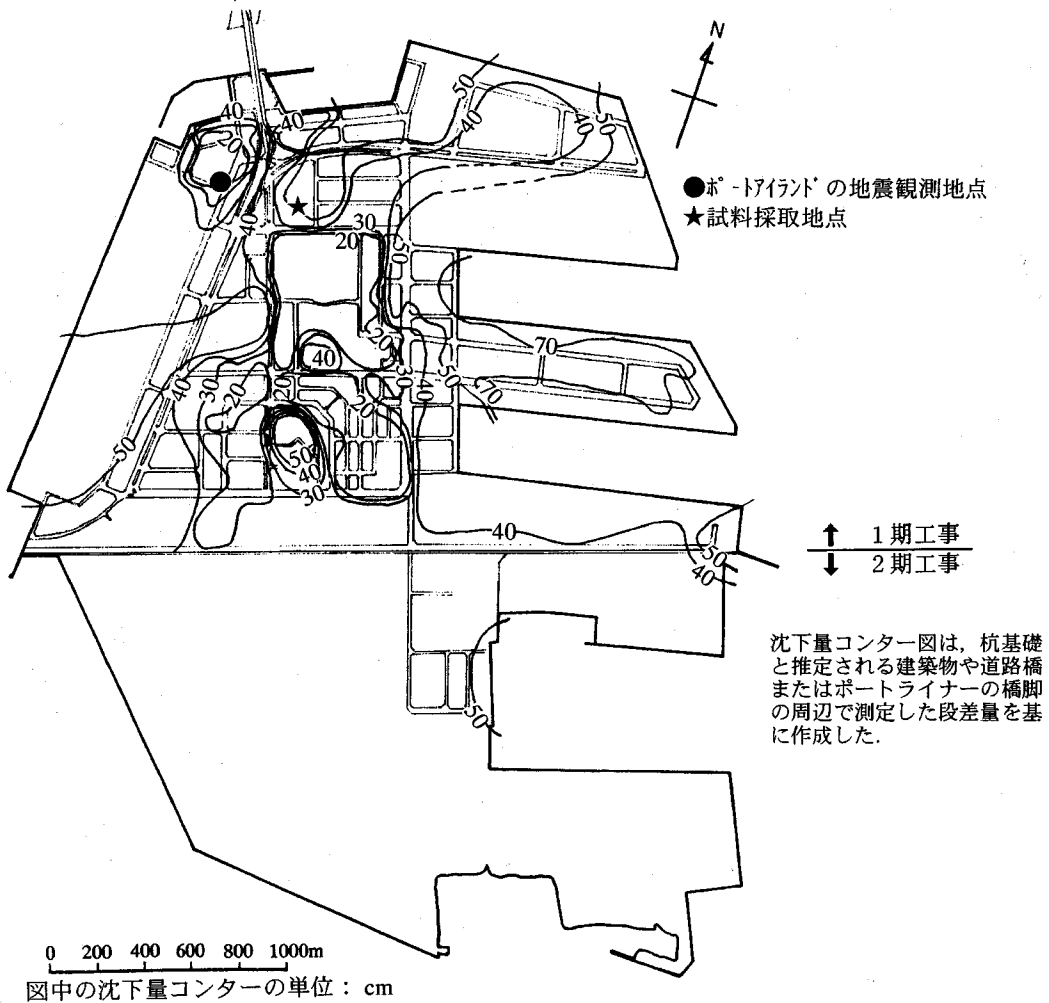 N
●ポートアイランドの地震観測地点
★試料採取地点
40
40
50
40
40
50
20
40
30
20
50
70
40
20
30
40
50
70
40
30
20
20
20
50
50
40
30
40
50
40
50
↑ 1期工事
↓ 2期工事
沈下量コンター図は,杭基礎
と推定される建築物や道路橋
またはポートライナーの橋脚
の周辺で測定した段差量を基
に作成した.
0 200 400 600 800 1000m
図中の沈下量コンターの単位：cm